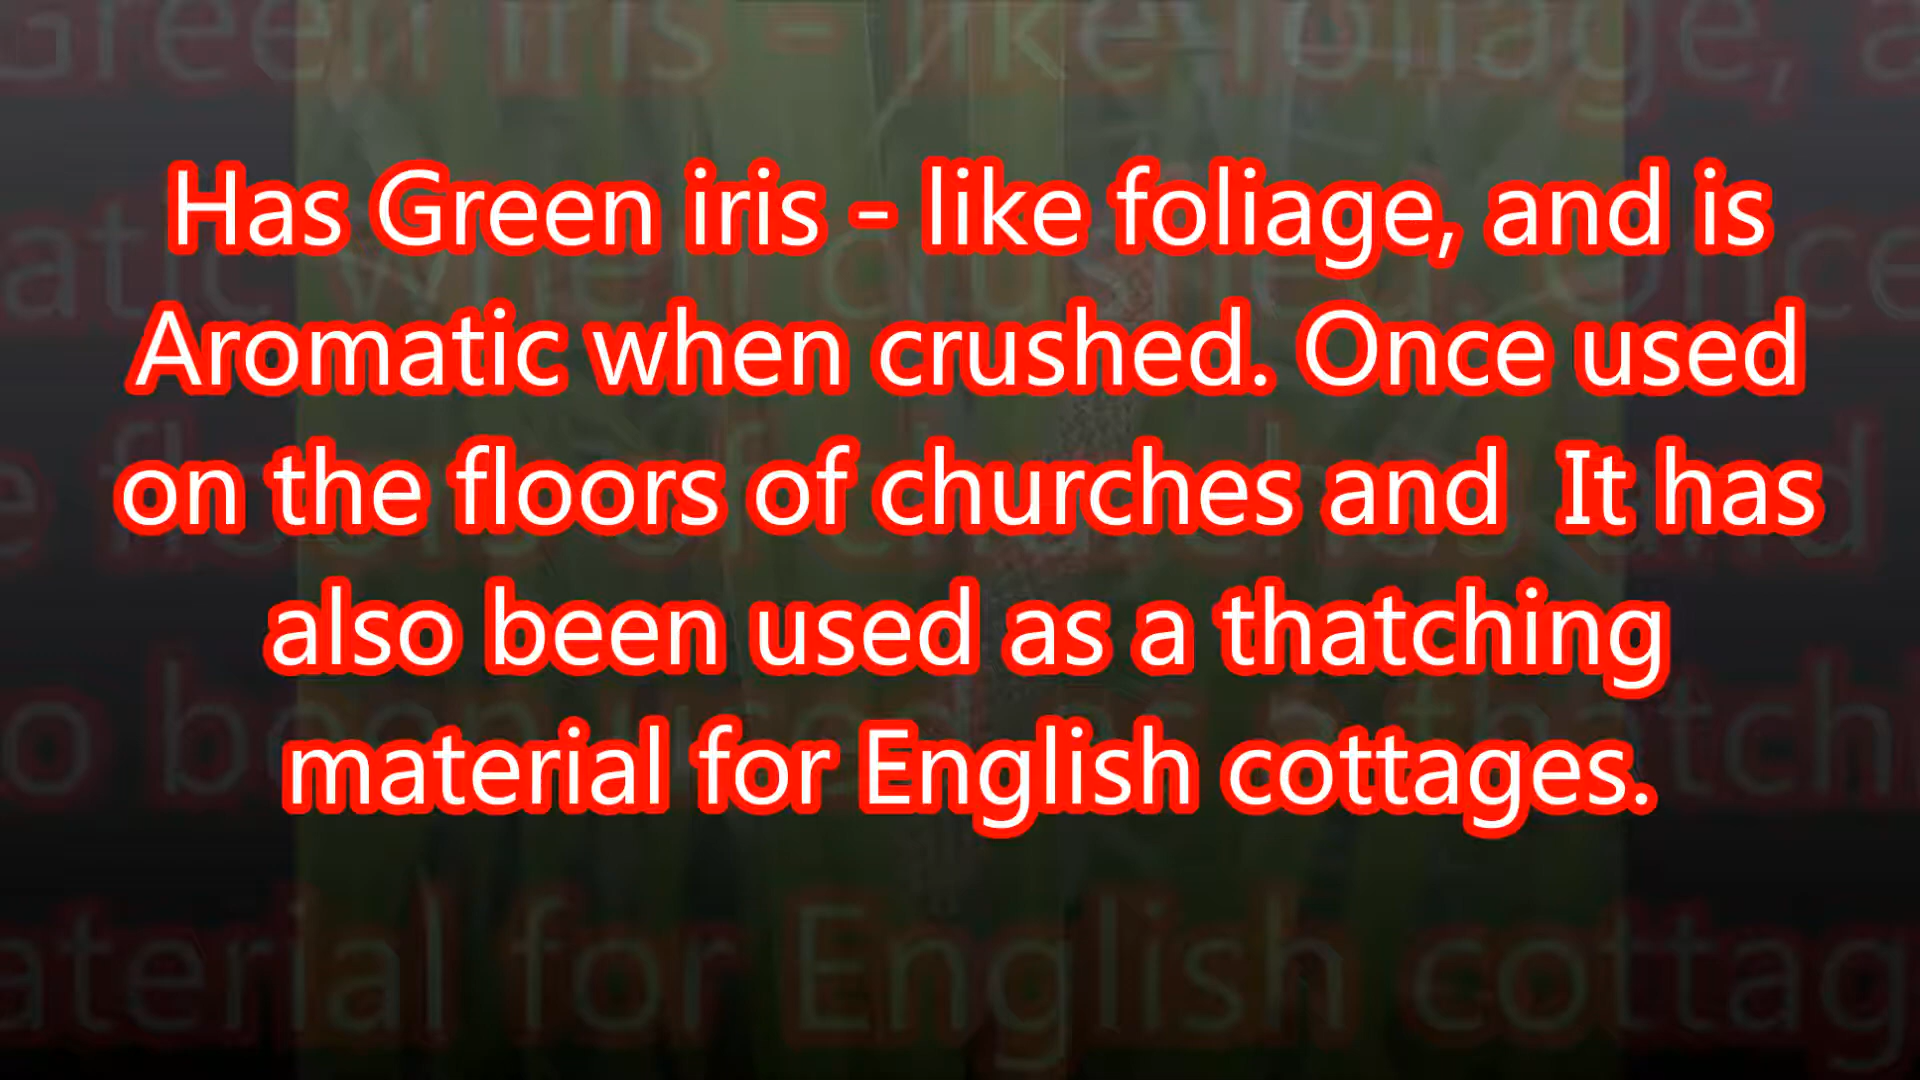 Has Green iris - like foliage, and is
Aromatic when crushed. Once used
on the floors of churches and  It has
also been used as a thatching
material for English cottages.